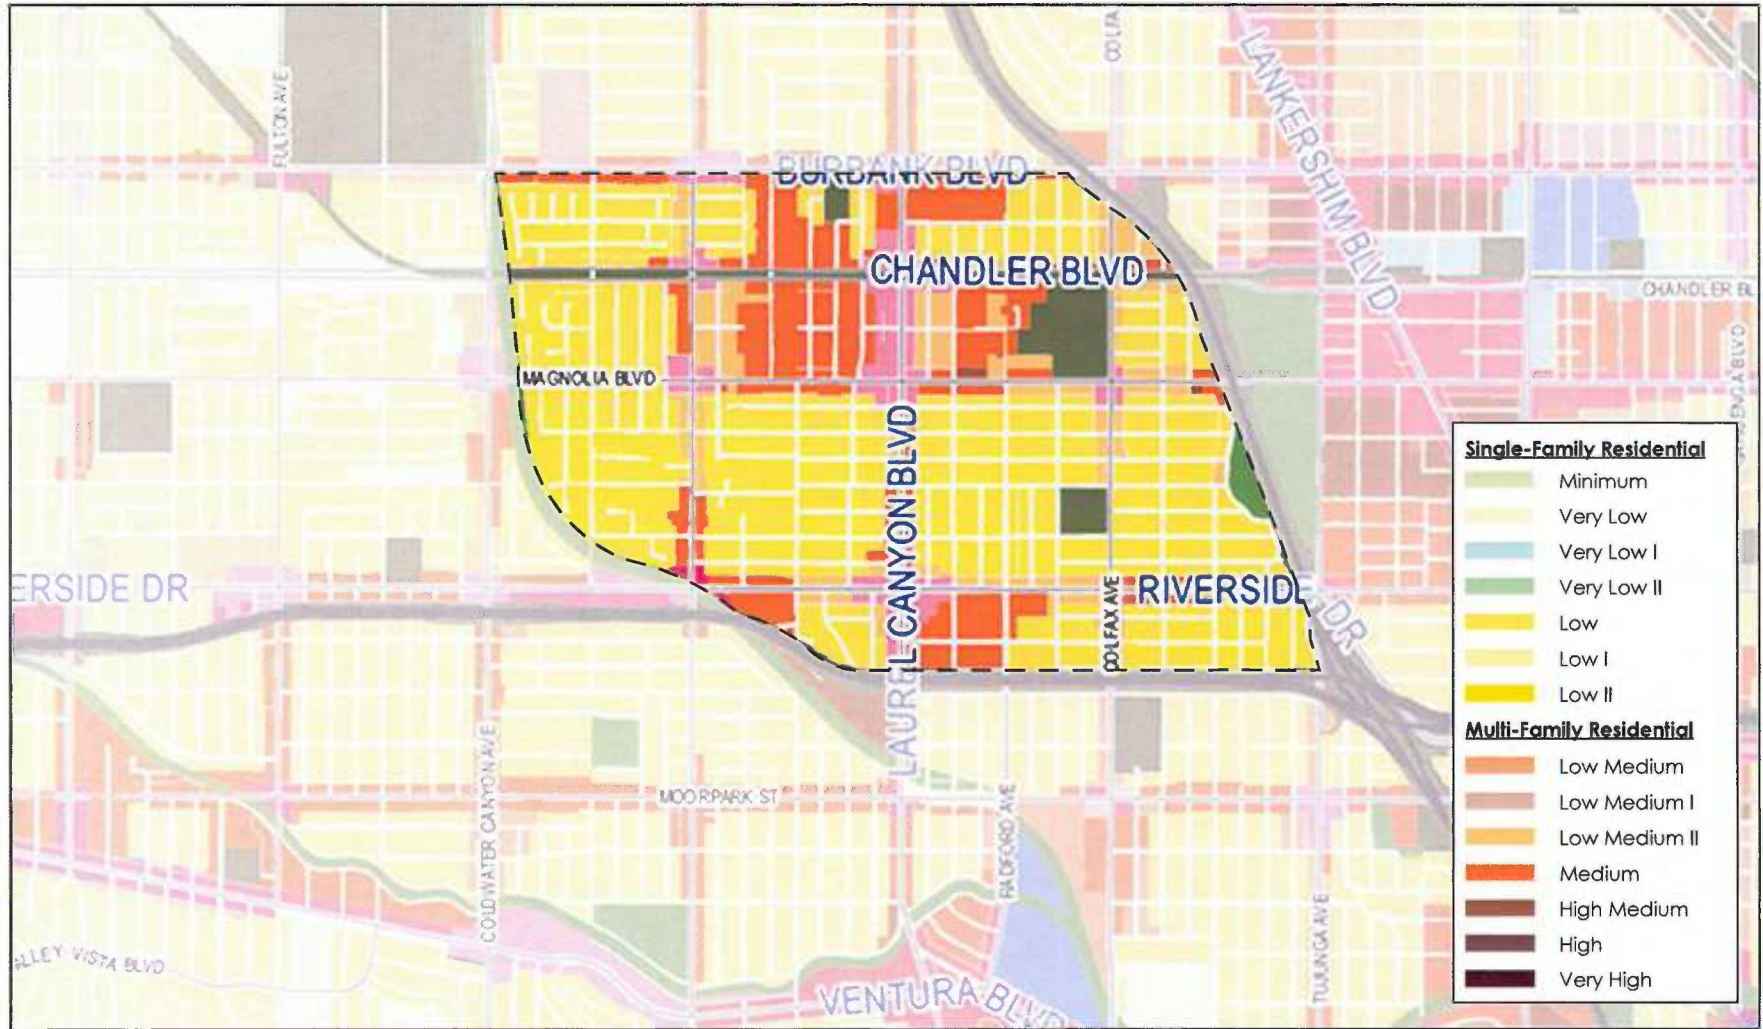 FULTON AVE
COLFA
LANKERSHIM BLVD
BURBANK BLVD
CHANDLER BLVD
CHANDLER BL
MAGNOLIA BLVD
LAUREL CANYON BLVD
ERSIDE DR
RIVERSIDE DR
COLFAX AVE
COLDWATER CANYON AVE
MOORPARK ST
RADFORD AVE
TUJUNGA AVE
ALLEY VISTA BLVD
VENTURA BLVD
Single-Family Residential
Minimum
Very Low
Very Low I
Very Low II
Low
Low I
Low II
Multi-Family Residential
Low Medium
Low Medium I
Low Medium II
Medium
High Medium
High
Very High